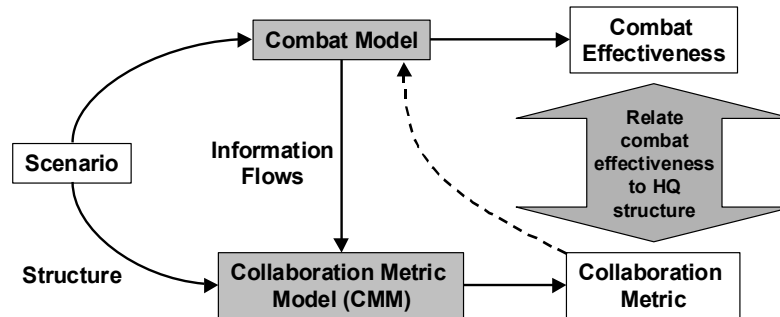 Combat Model
Combat
Effectiveness
Scenario
Information
Flows
Relate
combat
effectiveness
to HQ
structure
Structure
Collaboration Metric
Model (CMM)
Collaboration
Metric